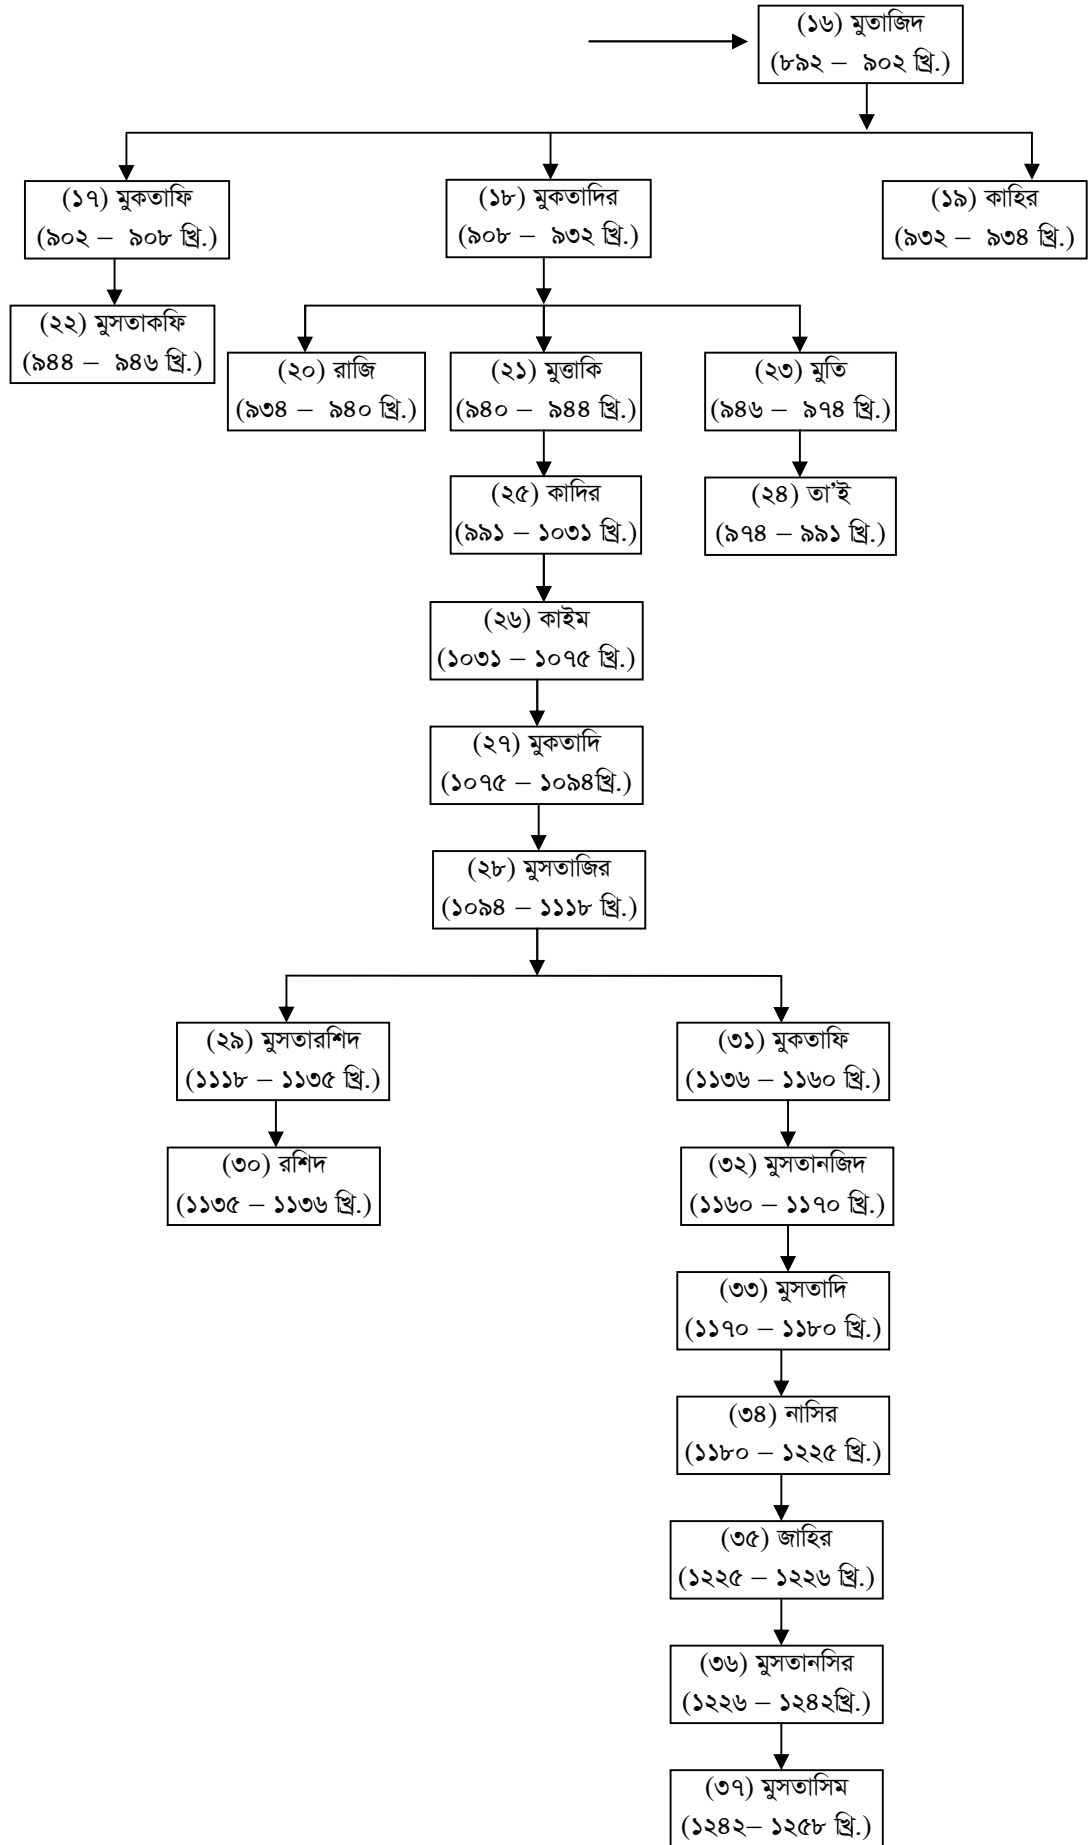 (১৬) মুতাজিদ
(৮৯২ – ৯০২ খ্রি.)
(১৭) মুকতাফি
(৯০২ – ৯০৮ খ্রি.)
(১৮) মুকতাদির
(৯০৮ – ৯৩২ খ্রি.)
(১৯) কাহির
(৯৩২ – ৯৩৪ খ্রি.)
(২২) মুসতাকফি
(৯৪৪ – ৯৪৬ খ্রি.)
(২০) রাজি
(৯৩৪ – ৯৪০ খ্রি.)
(২১) মুত্তাকি
(৯৪০ – ৯৪৪ খ্রি.)
(২৩) মুতি
(৯৪৬ – ৯৭৪ খ্রি.)
(২৫) কাদির
(৯৯১ – ১০৩১ খ্রি.)
(২৪) তা’ই
(৯৭৪ – ৯৯১ খ্রি.)
(২৬) কাইম
(১০৩১ – ১০৭৫ খ্রি.)
(২৭) মুকতাদি
(১০৭৫ – ১০৯৪খ্রি.)
(২৮) মুসতাজির
(১০৯৪ – ১১১৮ খ্রি.)
(২৯) মুসতারশিদ
(১১১৮ – ১১৩৫ খ্রি.)
(৩১) মুকতাফি
(১১৩৬ – ১১৬০ খ্রি.)
(৩০) রশিদ
(১১৩৫ – ১১৩৬ খ্রি.)
(৩২) মুসতানজিদ
(১১৬০ – ১১৭০ খ্রি.)
(৩৩) মুসতাদি
(১১৭০ – ১১৮০ খ্রি.)
(৩৪) নাসির
(১১৮০ – ১২২৫ খ্রি.)
(৩৫) জাহির
(১২২৫ – ১২২৬ খ্রি.)
(৩৬) মুসতানসির
(১২২৬ – ১২৪২খ্রি.)
(৩৭) মুসতাসিম
(১২৪২– ১২৫৮ খ্রি.)